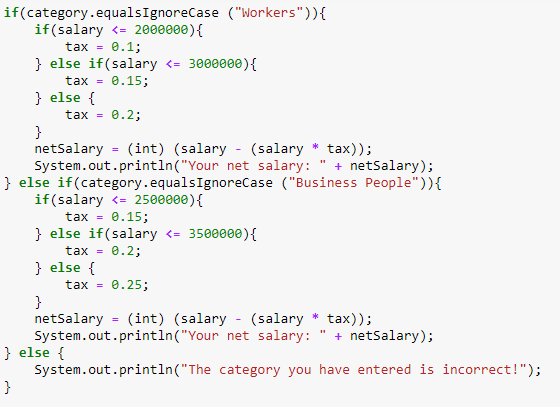 if(category.equalsIgnoreCase ("Workers")){
    if(salary <= 2000000){
        tax = 0.1;
    } else if(salary <= 3000000){
        tax = 0.15;
    } else {
        tax = 0.2;
    }
    netSalary = (int) (salary - (salary * tax));
    System.out.println("Your net salary: " + netSalary);
} else if(category.equalsIgnoreCase ("Business People")){
    if(salary <= 2500000){
        tax = 0.15;
    } else if(salary <= 3500000){
        tax = 0.2;
    } else {
        tax = 0.25;
    }
    netSalary = (int) (salary - (salary * tax));
    System.out.println("Your net salary: " + netSalary);
} else {
    System.out.println("The category you have entered is incorrect!");
}